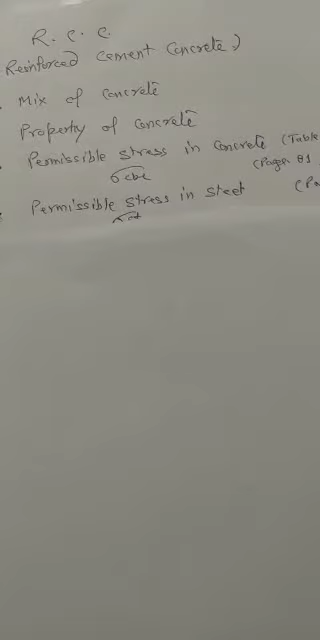 R. C. C.
Reinforced Cement Concrete)
Mix of Concrete
Property of Concrete
Permissible stress in Concrete (Table
σcbc (Page. 81
Permissible stress in steel (Pa
σst